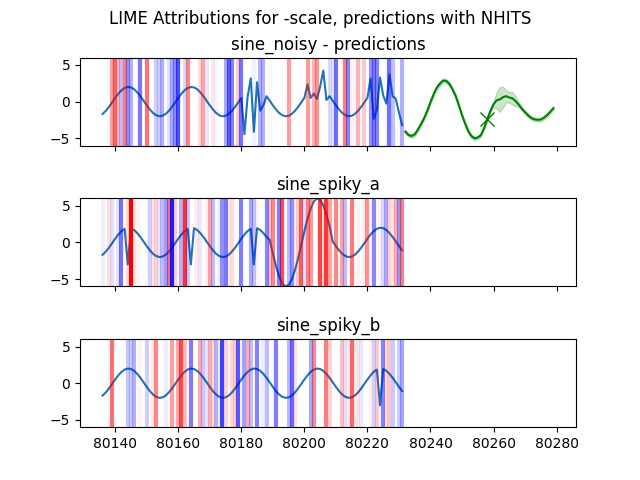 LIME Attributions for -scale, predictions with NHITS
sine_noisy - predictions
5
0
−5
sine_spiky_a
5
0
−5
sine_spiky_b
5
0
−5
80140 80160 80180 80200 80220 80240 80260 80280